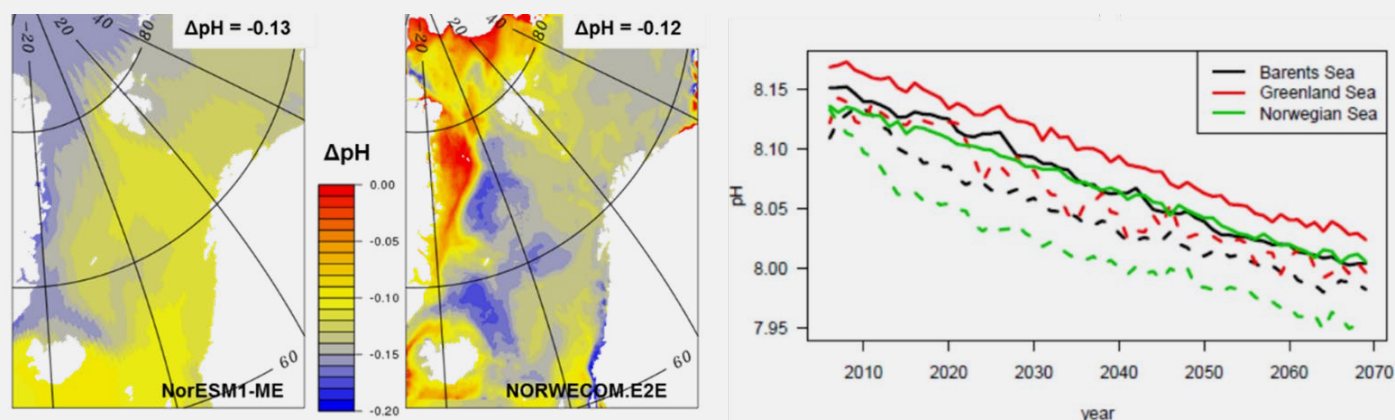 ΔpH = -0.13
-20
20
40
80
60
NorESM1-ME
ΔpH
0.00
-0.05
-0.10
-0.15
-0.20
ΔpH = -0.12
-20
20
40
80
60
NORWECOM.E2E
Barents Sea
Greenland Sea
Norwegian Sea
pH
8.15
8.10
8.05
8.00
7.95
2010 2020 2030 2040 2050 2060 2070
year